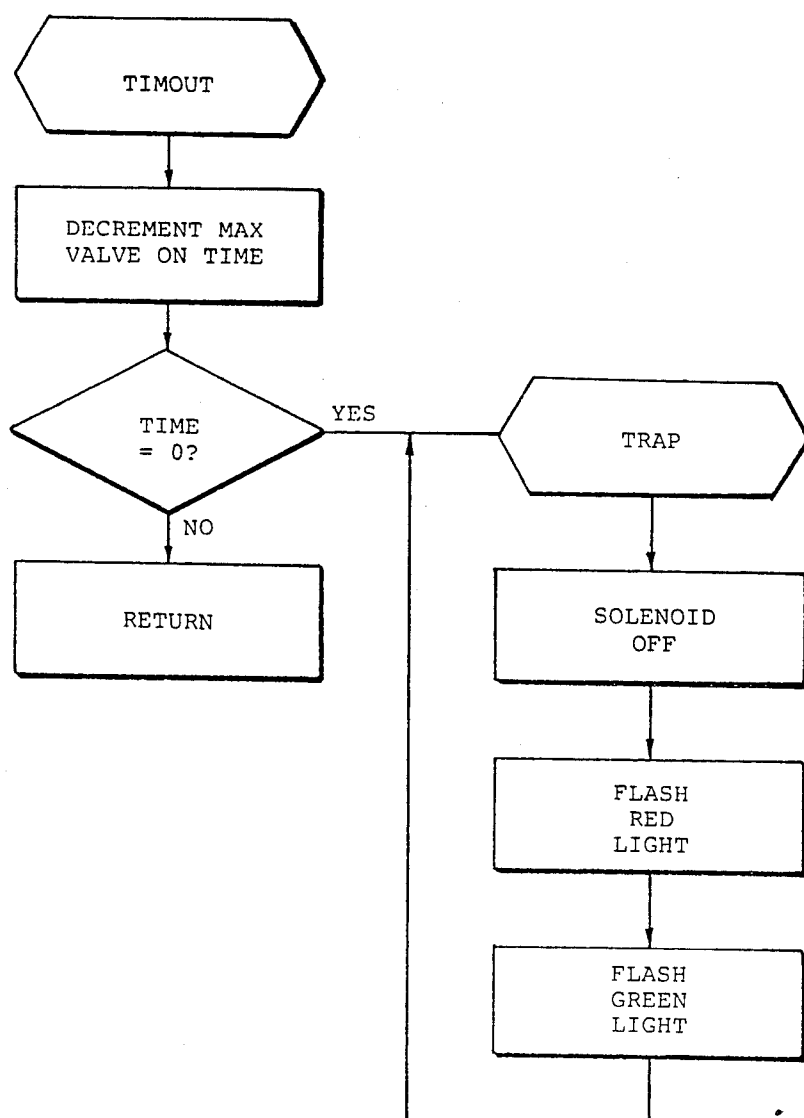 TIMOUT
DECREMENT MAX
VALVE ON TIME
TIME
= 0?
YES
NO
RETURN
TRAP
SOLENOID
OFF
FLASH
RED
LIGHT
FLASH
GREEN
LIGHT